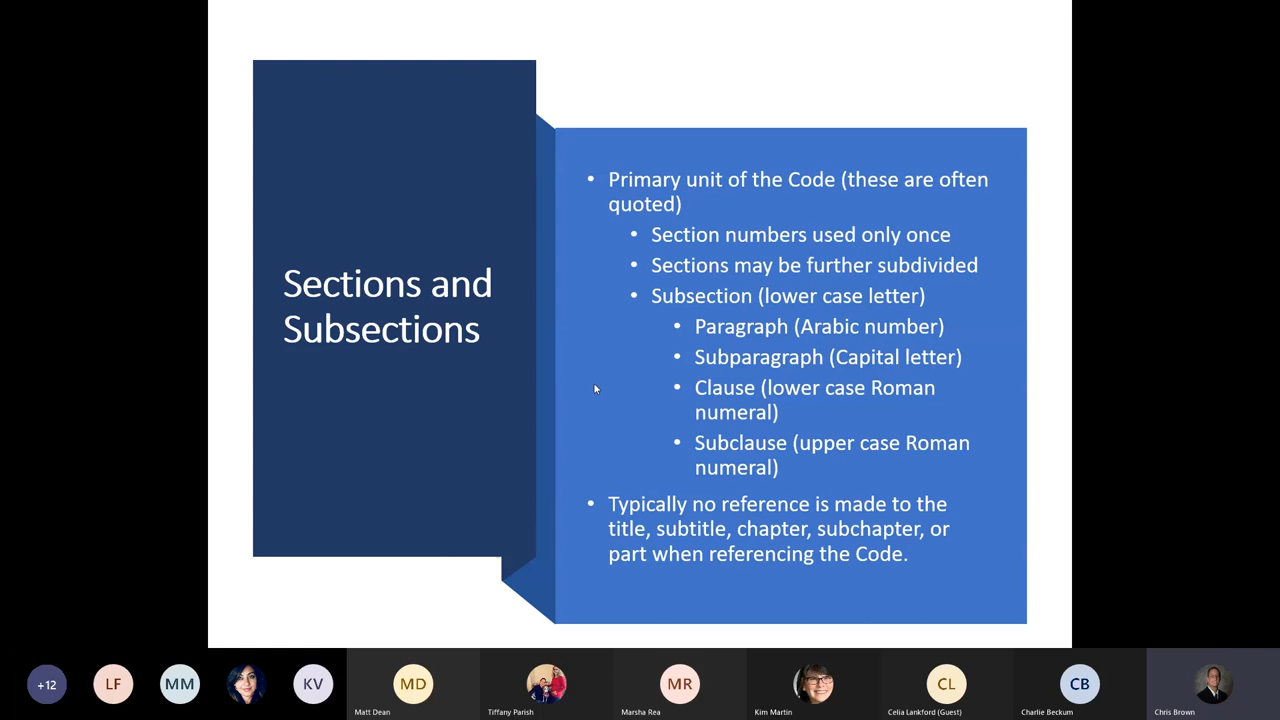 Sections and
Subsections
• Primary unit of the Code (these are often
quoted)
• Section numbers used only once
• Sections may be further subdivided
• Subsection (lower case letter)
• Paragraph (Arabic number)
• Subparagraph (Capital letter)
• Clause (lower case Roman
numeral)
• Subclause (upper case Roman
numeral)
• Typically no reference is made to the
title, subtitle, chapter, subchapter, or
part when referencing the Code.
+12
LF
MM
KV
MD
MR
CL
CB
Matt Dean
Tiffany Parish
Marsha Rea
Kim Martin
Celia Lankford (Guest)
Charlie Beckum
Chris Brown